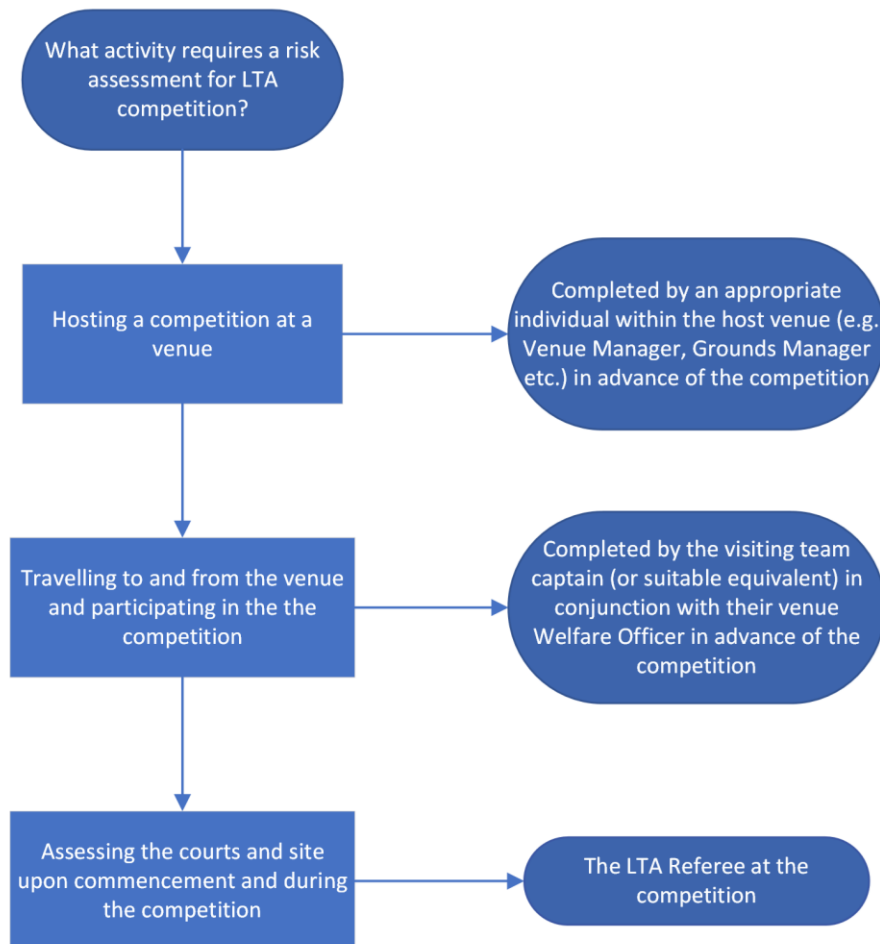 What activity requires a risk
assessment for LTA
competition?
Hosting a competition at a
venue
Completed by an appropriate
individual within the host venue (e.g.
Venue Manager, Grounds Manager
etc.) in advance of the competition
Travelling to and from the venue
and participating in the the
competition
Completed by the visiting team
captain (or suitable equivalent) in
conjunction with their venue
Welfare Officer in advance of the
competition
Assessing the courts and site
upon commencement and during
the competition
The LTA Referee at the
competition